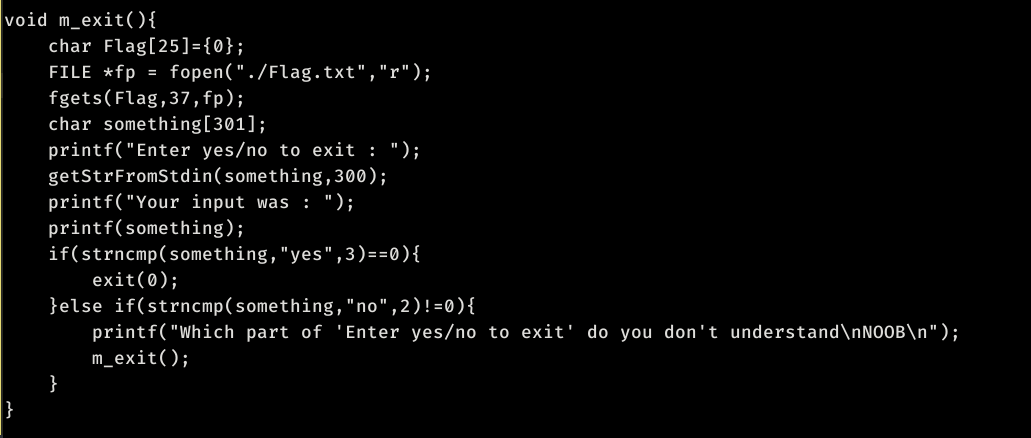 void m_exit(){
    char Flag[25]={0};
    FILE *fp = fopen("./Flag.txt","r");
    fgets(Flag,37,fp);
    char something[301];
    printf("Enter yes/no to exit : ");
    getStrFromStdin(something,300);
    printf("Your input was : ");
    printf(something);
    if(strncmp(something,"yes",3)==0){
        exit(0);
    }else if(strncmp(something,"no",2)!=0){
        printf("Which part of 'Enter yes/no to exit' do you don't understand\nNOOB\n");
        m_exit();
    }
}